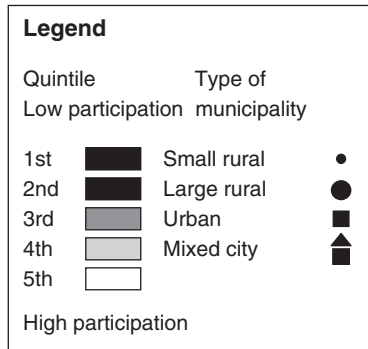 Legend
Quintile Type of
Low participation municipality
1st Small rural
2nd Large rural
3rd Urban
4th Mixed city
5th
High participation